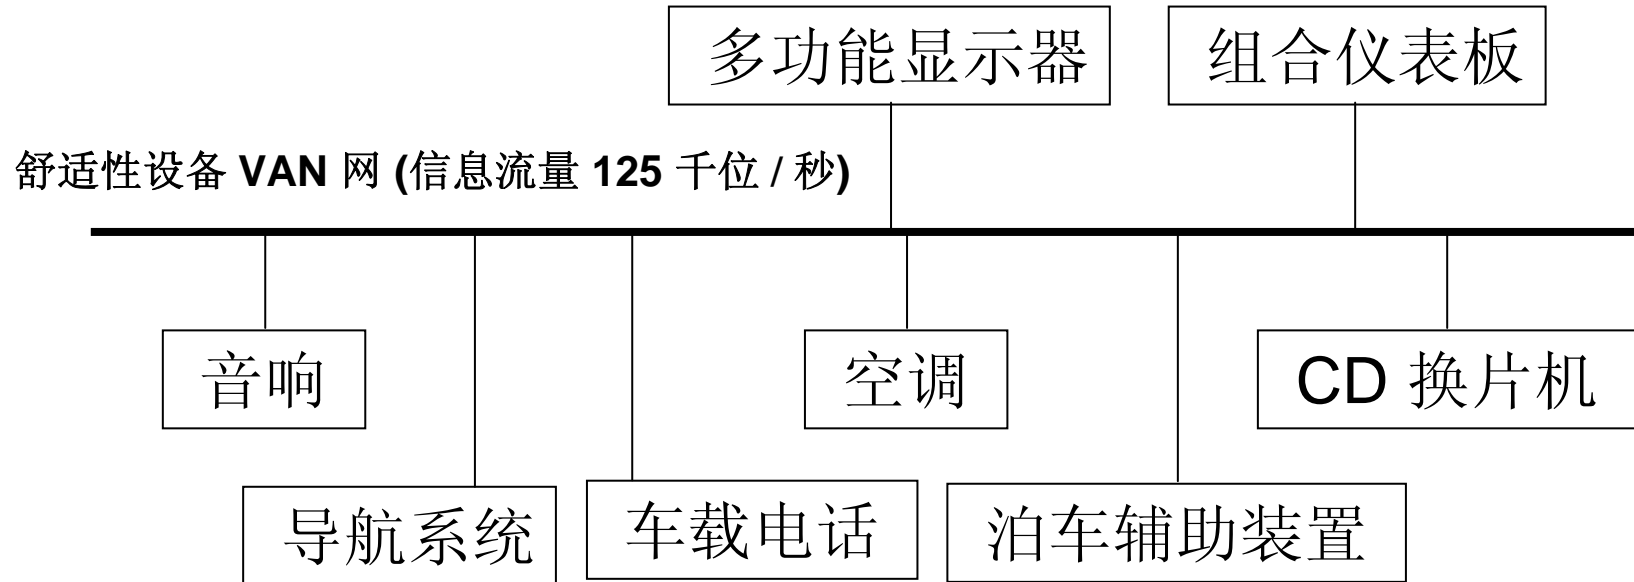 多功能显示器
组合仪表板
舒适性设备 VAN 网 (信息流量 125 千位 / 秒)
音响
空调
CD 换片机
导航系统
车载电话
泊车辅助装置